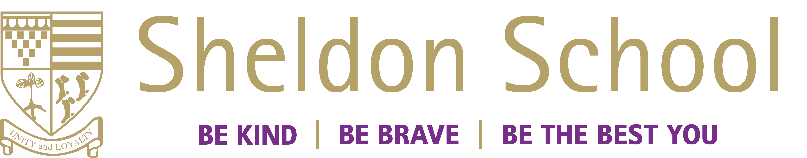 Sheldon School
BE KIND | BE BRAVE | BE THE BEST YOU
UNITY and LOYALTY